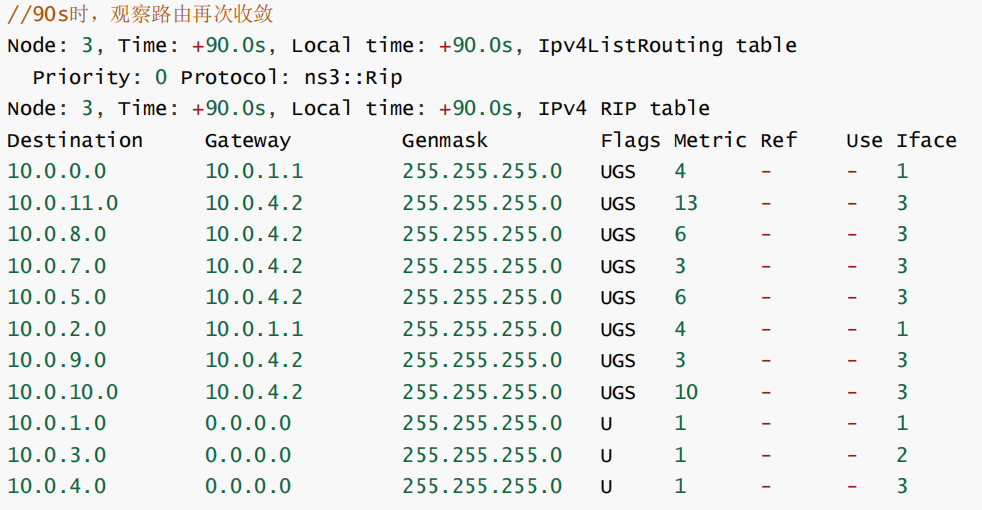 //90s时，观察路由再次收敛
Node: 3, Time: +90.0s, Local time: +90.0s, Ipv4ListRouting table
  Priority: 0 Protocol: ns3::Rip
Node: 3, Time: +90.0s, Local time: +90.0s, IPv4 RIP table
Destination     Gateway         Genmask         Flags Metric Ref    Use Iface
10.0.0.0        10.0.1.1        255.255.255.0   UGS   4      -      -   1
10.0.11.0       10.0.4.2        255.255.255.0   UGS   13     -      -   3
10.0.8.0        10.0.4.2        255.255.255.0   UGS   6      -      -   3
10.0.7.0        10.0.4.2        255.255.255.0   UGS   3      -      -   3
10.0.5.0        10.0.4.2        255.255.255.0   UGS   6      -      -   3
10.0.2.0        10.0.1.1        255.255.255.0   UGS   4      -      -   1
10.0.9.0        10.0.4.2        255.255.255.0   UGS   3      -      -   3
10.0.10.0       10.0.4.2        255.255.255.0   UGS   10     -      -   3
10.0.1.0        0.0.0.0         255.255.255.0   U     1      -      -   1
10.0.3.0        0.0.0.0         255.255.255.0   U     1      -      -   2
10.0.4.0        0.0.0.0         255.255.255.0   U     1      -      -   3